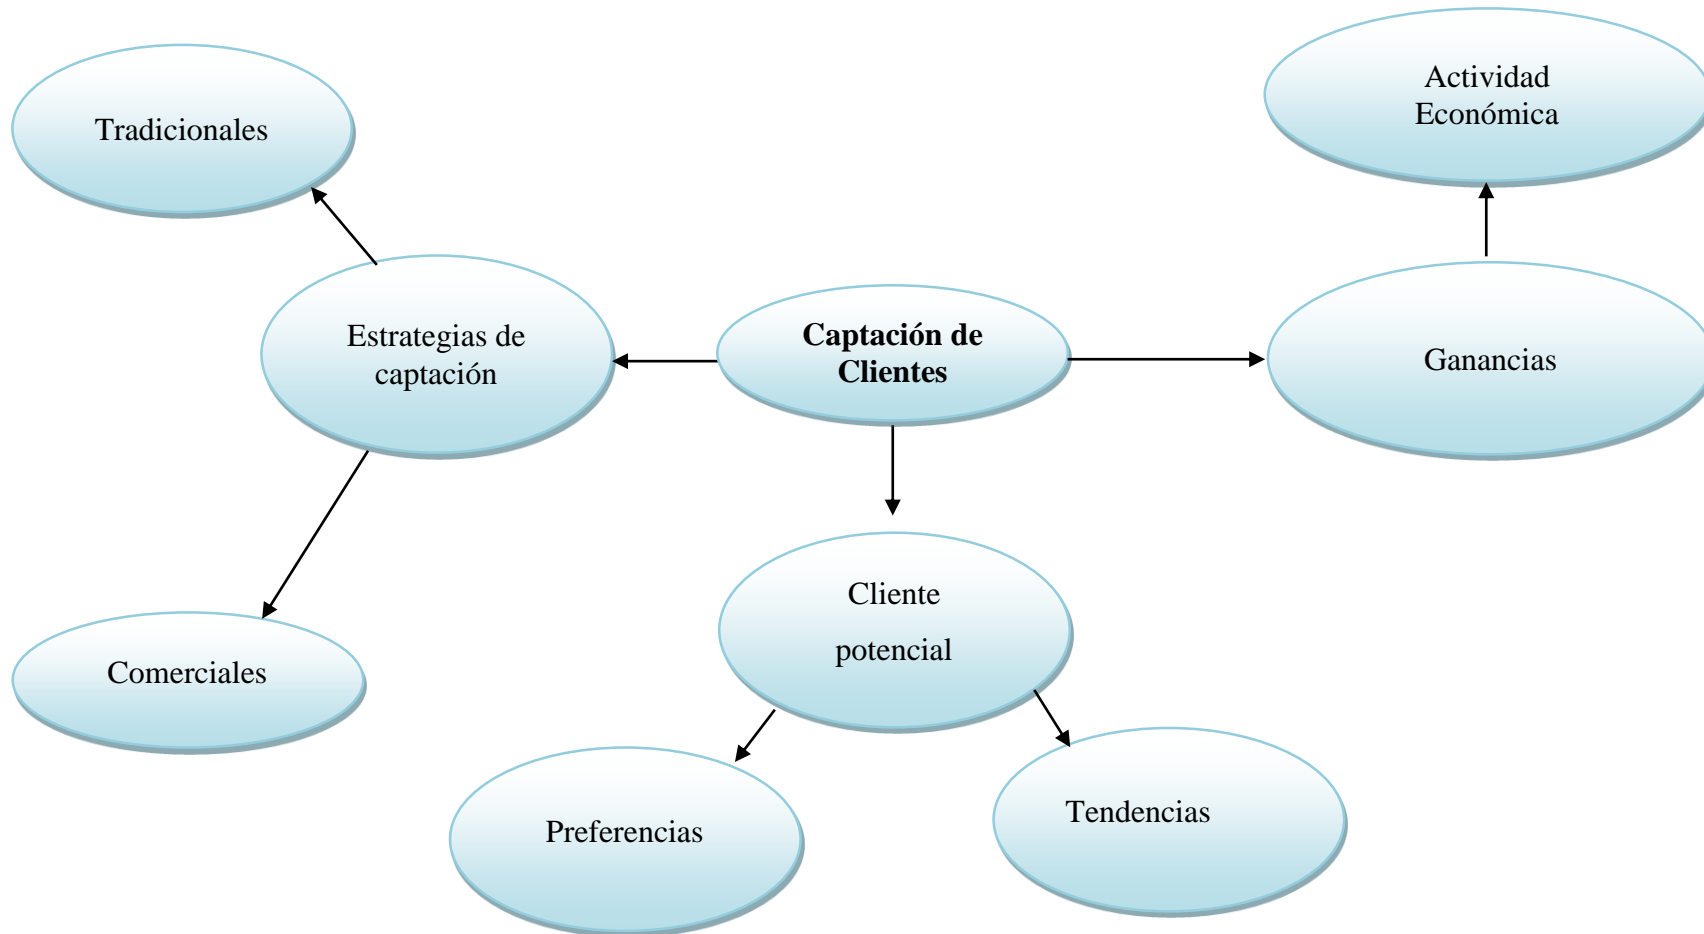 Actividad
Económica
Tradicionales
Estrategias de
captación
Captación de
Clientes
Ganancias
Cliente
potencial
Comerciales
Preferencias
Tendencias